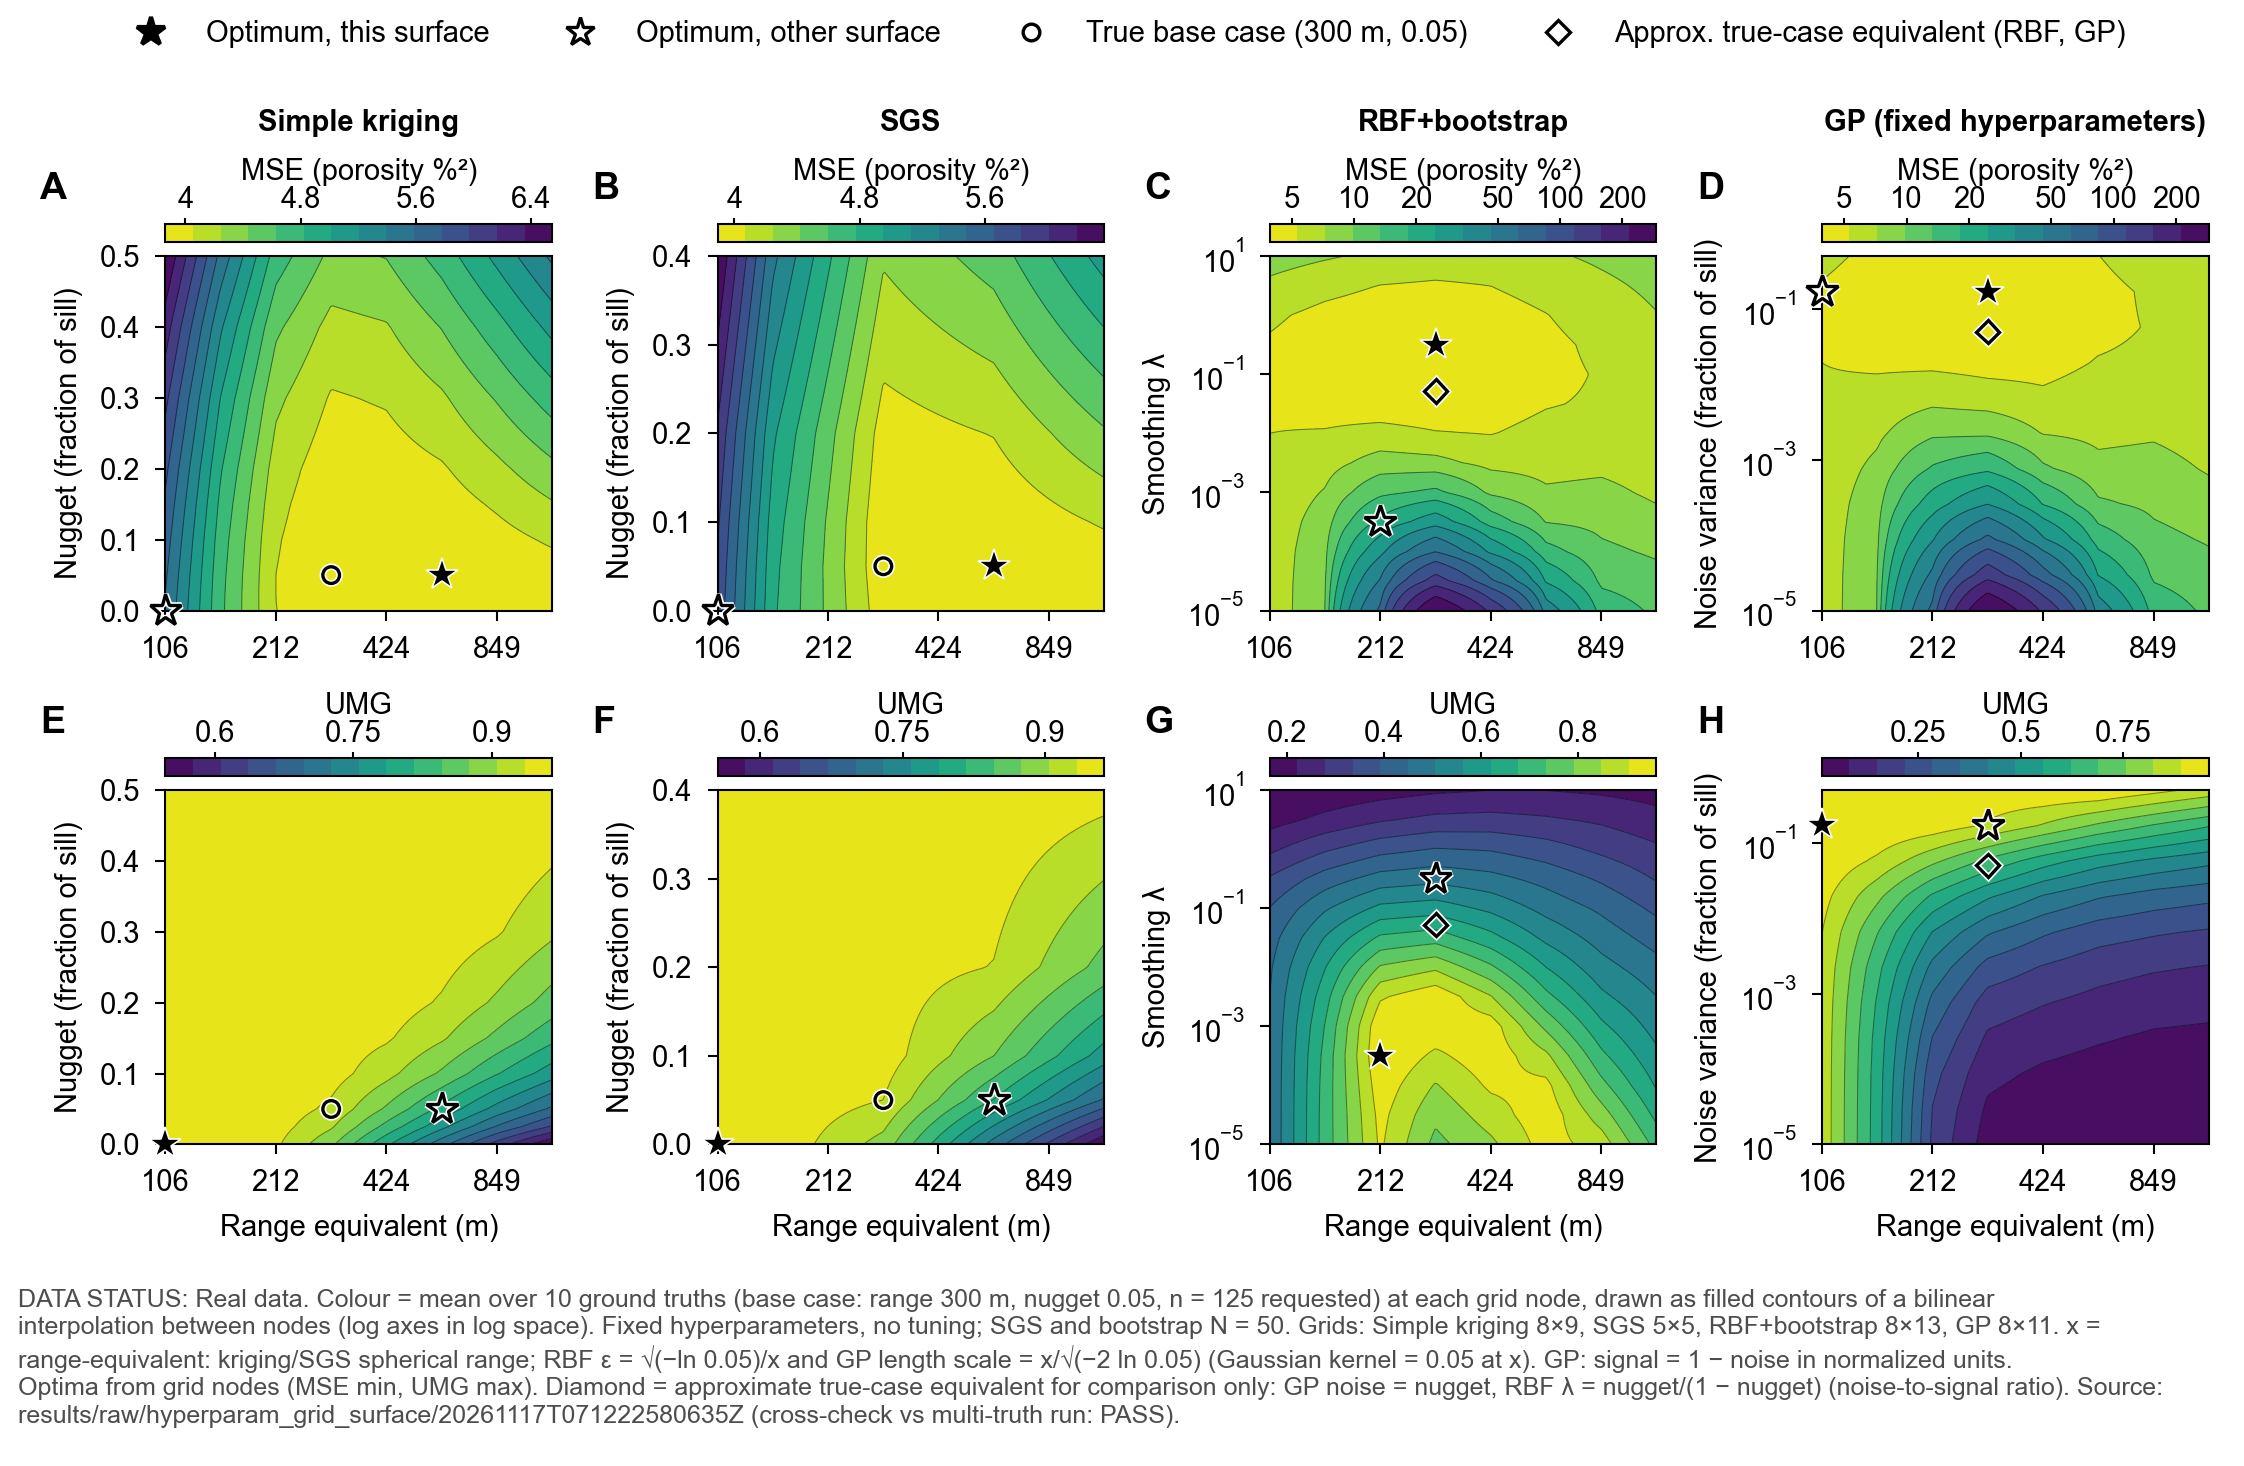 Optimum, this surface
Optimum, other surface
True base case (300 m, 0.05)
Approx. true-case equivalent (RBF, GP)
Simple kriging
SGS
RBF+bootstrap
GP (fixed hyperparameters)
A
MSE (porosity %²)
4 4.8 5.6 6.4
0.5
0.4
0.3
0.2
0.1
0.0
Nugget (fraction of sill)
106 212 424 849
B
MSE (porosity %²)
4 4.8 5.6
0.4
0.3
0.2
0.1
0.0
Nugget (fraction of sill)
106 212 424 849
C
MSE (porosity %²)
5 10 20 50 100 200
10¹
10⁻¹
10⁻³
10⁻⁵
Smoothing λ
106 212 424 849
D
MSE (porosity %²)
5 10 20 50 100 200
10⁻¹
10⁻³
10⁻⁵
Noise variance (fraction of sill)
106 212 424 849
E
UMG
0.6 0.75 0.9
0.5
0.4
0.3
0.2
0.1
0.0
Nugget (fraction of sill)
106 212 424 849
Range equivalent (m)
F
UMG
0.6 0.75 0.9
0.4
0.3
0.2
0.1
0.0
Nugget (fraction of sill)
106 212 424 849
Range equivalent (m)
G
UMG
0.2 0.4 0.6 0.8
10¹
10⁻¹
10⁻³
10⁻⁵
Smoothing λ
106 212 424 849
Range equivalent (m)
H
UMG
0.25 0.5 0.75
10⁻¹
10⁻³
10⁻⁵
Noise variance (fraction of sill)
106 212 424 849
Range equivalent (m)
DATA STATUS: Real data. Colour = mean over 10 ground truths (base case: range 300 m, nugget 0.05, n = 125 requested) at each grid node, drawn as filled contours of a bilinear
interpolation between nodes (log axes in log space). Fixed hyperparameters, no tuning; SGS and bootstrap N = 50. Grids: Simple kriging 8×9, SGS 5×5, RBF+bootstrap 8×13, GP 8×11. x =
range-equivalent: kriging/SGS spherical range; RBF ε = √(−ln 0.05)/x and GP length scale = x/√(−2 ln 0.05) (Gaussian kernel = 0.05 at x). GP: signal = 1 − noise in normalized units.
Optima from grid nodes (MSE min, UMG max). Diamond = approximate true-case equivalent for comparison only: GP noise = nugget, RBF λ = nugget/(1 − nugget) (noise-to-signal ratio). Source:
results/raw/hyperparam_grid_surface/20261117T071222580635Z (cross-check vs multi-truth run: PASS).